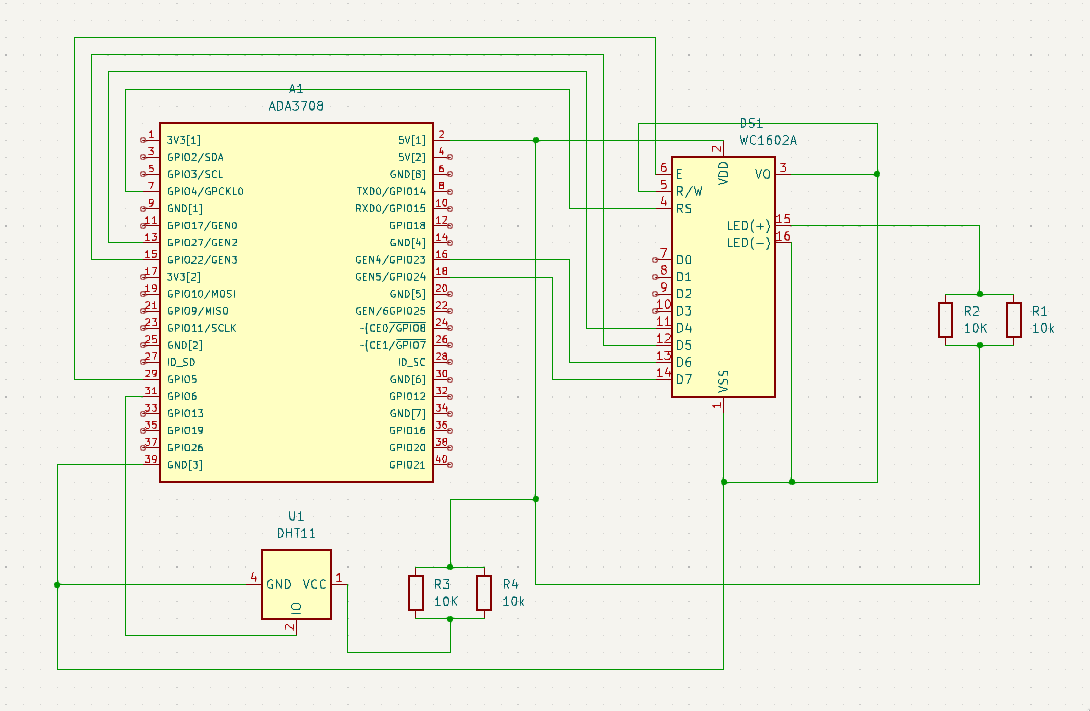 A1
ADA3708
1 3V3[1] 5V[1] 2
3 GPIO2/SDA 5V[2] 4
5 GPIO3/SCL GND[8] 6
7 GPIO4/GPCKLO TXD0/GPIO14 8
9 GND[1] RXD0/GPIO15 10
11 GPIO17/GEN0 GPIO18 12
13 GPIO27/GEN2 GND[4] 14
15 GPIO22/GEN3 GEN4/GPIO23 16
17 3V3[2] GEN5/GPIO24 18
19 GPIO10/MOSI GND[5] 20
21 GPIO9/MISO GEN/6GPIO25 22
23 GPIO11/SCLK ~{CE0/GPIO8 24
25 GND[2] ~{CE1/GPIO7 26
27 ID_SD ID_SC 28
29 GPIO5 GND[6] 30
31 GPIO6 GPIO12 32
33 GPIO13 GND[7] 34
35 GPIO19 GPIO16 36
37 GPIO26 GPIO20 38
39 GND[3] GPIO21 40
DS1
WC1602A
2 VDD
6 E VO 3
5 R/W
4 RS
LED(+) 15
LED(-) 16
7 D0
8 D1
9 D2
10 D3
11 D4
12 D5
13 D6
14 D7
VSS 1
R2
10K
R1
10k
U1
DHT11
4 GND VCC 1
IO 2
R3
10K
R4
10k